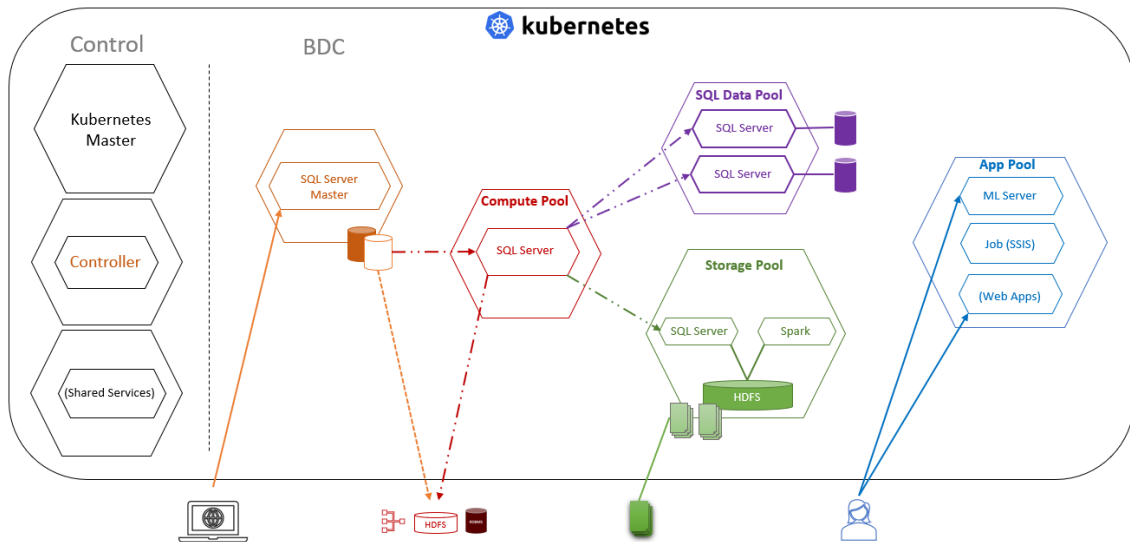 kubernetes
Control
BDC
Kubernetes
Master
Controller
(Shared Services)
SQL Server
Master
Compute Pool
SQL Server
SQL Data Pool
SQL Server
SQL Server
Storage Pool
SQL Server
Spark
HDFS
App Pool
ML Server
Job (SSIS)
(Web Apps)
HDFS